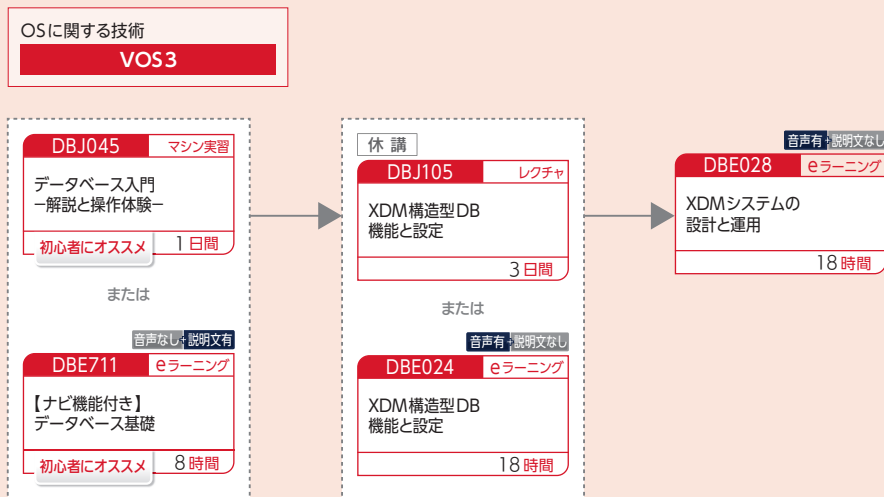 OSに関する技術
VOS3
DBJ045 マシン実習
データベース入門
−解説と操作体験−
初心者にオススメ 1日間
または
音声なし 説明文有
DBE711 eラーニング
【ナビ機能付き】
データベース基礎
初心者にオススメ 8時間
休 講
DBJ105 レクチャ
XDM構造型DB
機能と設定
3日間
または
音声有 説明文なし
DBE024 eラーニング
XDM構造型DB
機能と設定
18時間
音声有 説明文なし
DBE028 eラーニング
XDMシステムの
設計と運用
18時間